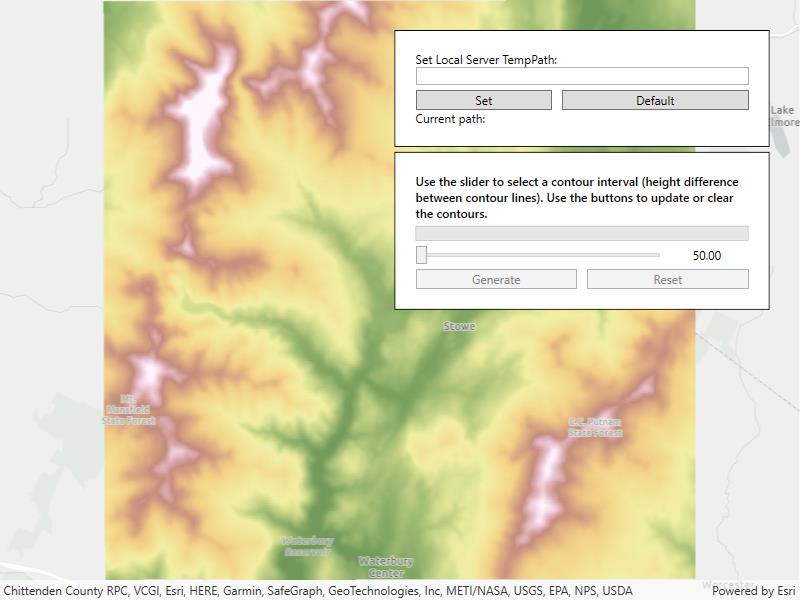 Set Local Server TempPath:
Set
Default
Current path:
Lake
Elmore
Use the slider to select a contour interval (height difference
between contour lines). Use the buttons to update or clear
the contours.
50.00
Generate
Reset
Stowe
Mt.
Mansfield
State Forest
C.C. Putnam
State Forest
Waterbury
Reservoir
Waterbury
Center
Worcester
Chittenden County RPC, VCGI, Esri, HERE, Garmin, SafeGraph, GeoTechnologies, Inc, METI/NASA, USGS, EPA, NPS, USDA
Powered by Esri